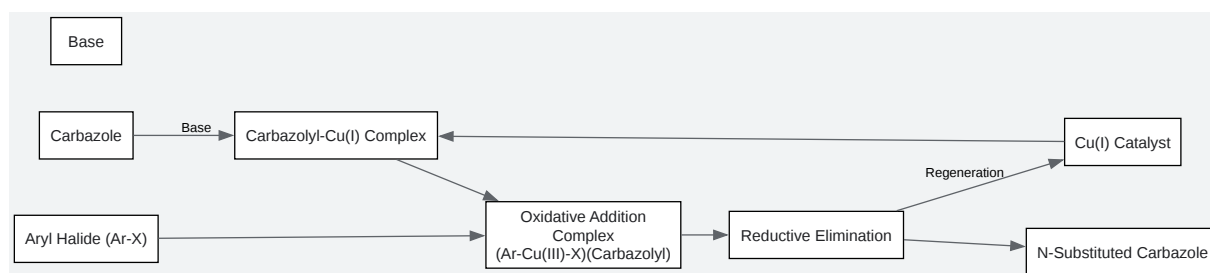 Base
Carbazole
Base
Carbazolyl-Cu(I) Complex
Cu(I) Catalyst
Regeneration
Aryl Halide (Ar-X)
Oxidative Addition
Complex
(Ar-Cu(III)-X)(Carbazolyl)
Reductive Elimination
N-Substituted Carbazole